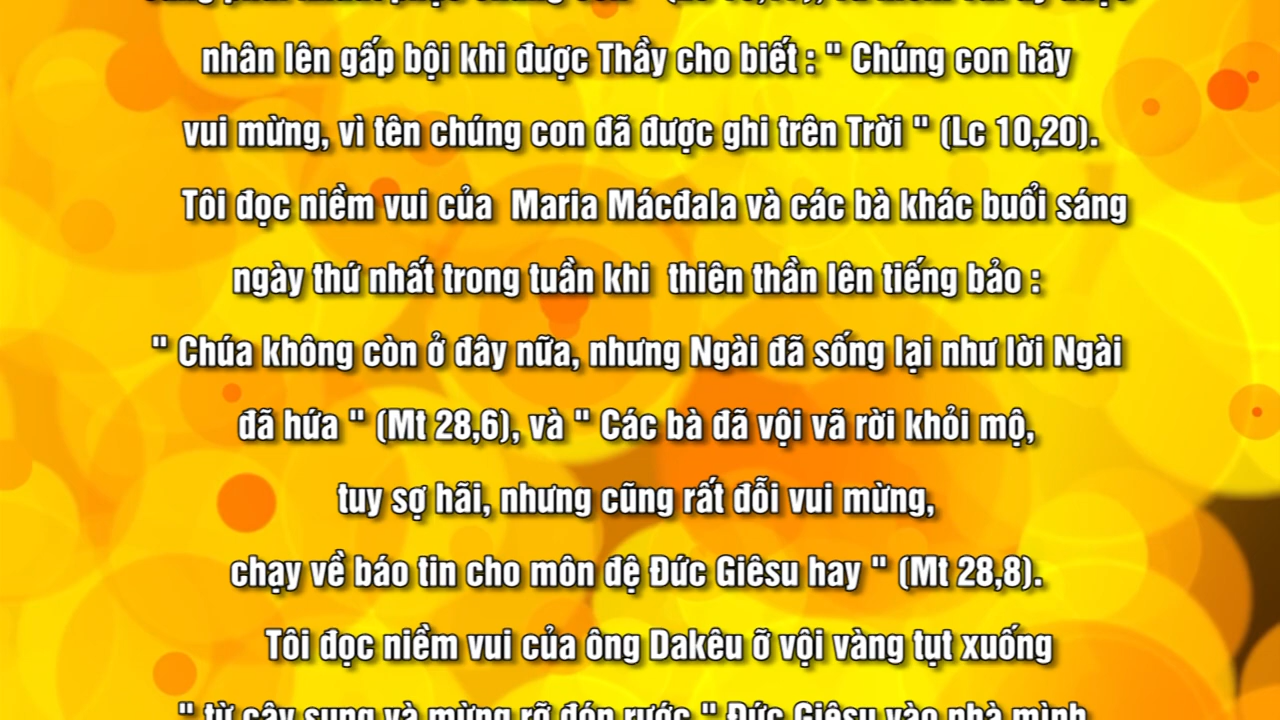 nhân lên gấp bội khi được Thầy cho biết : " Chúng con hãy
vui mừng, vì tên chúng con đã được ghi trên Trời " (Lc 10,20).
Tôi đọc niềm vui của Maria Mácđala và các bà khác buổi sáng
ngày thứ nhất trong tuần khi thiên thần lên tiếng bảo :
" Chúa không còn ở đây nữa, nhưng Ngài đã sống lại như lời Ngài
đã hứa " (Mt 28,6), và " Các bà đã vội vã rời khỏi mộ,
tuy sợ hãi, nhưng cũng rất đỗi vui mừng,
chạy về báo tin cho môn đệ Đức Giêsu hay " (Mt 28,8).
Tôi đọc niềm vui của ông Dakêu ỡ vội vàng tụt xuống
" từ cây sung và mừng rỡ đón rước " Đức Giêsu vào nhà mình